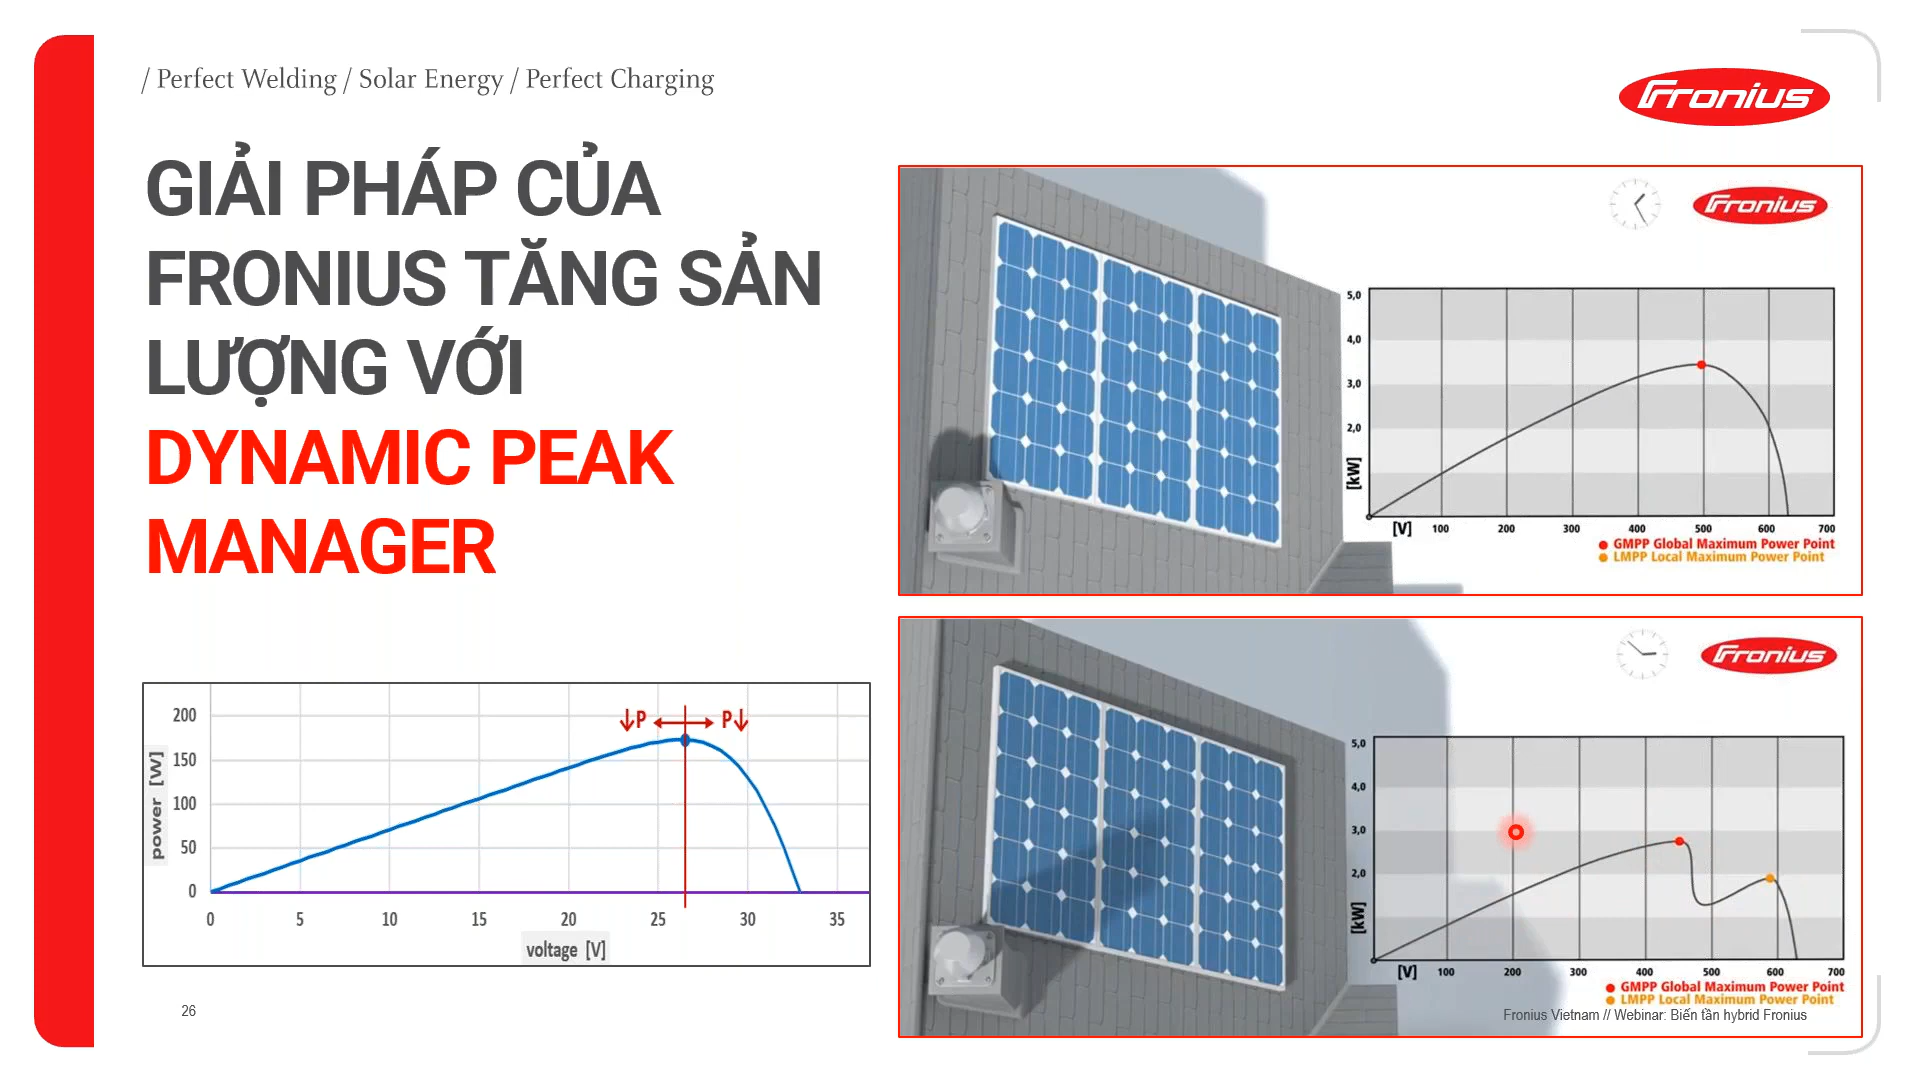 / Perfect Welding / Solar Energy / Perfect Charging
Fronius
GIẢI PHÁP CỦA
FRONIUS TĂNG SẢN
LƯỢNG VỚI
DYNAMIC PEAK
MANAGER
Fronius
5,0
4,0
3,0
2,0
[kW]
[V] 100 200 300 400 500 600 700
GMPP Global Maximum Power Point
LMPP Local Maximum Power Point
↓P P↓
200
150
100
50
0
power [W]
0 5 10 15 20 25 30 35
voltage [V]
Fronius
5,0
4,0
3,0
2,0
[kW]
[V] 100 200 300 400 500 600 700
GMPP Global Maximum Power Point
LMPP Local Maximum Power Point
26
Fronius Vietnam // Webinar: Biến tần hybrid Fronius